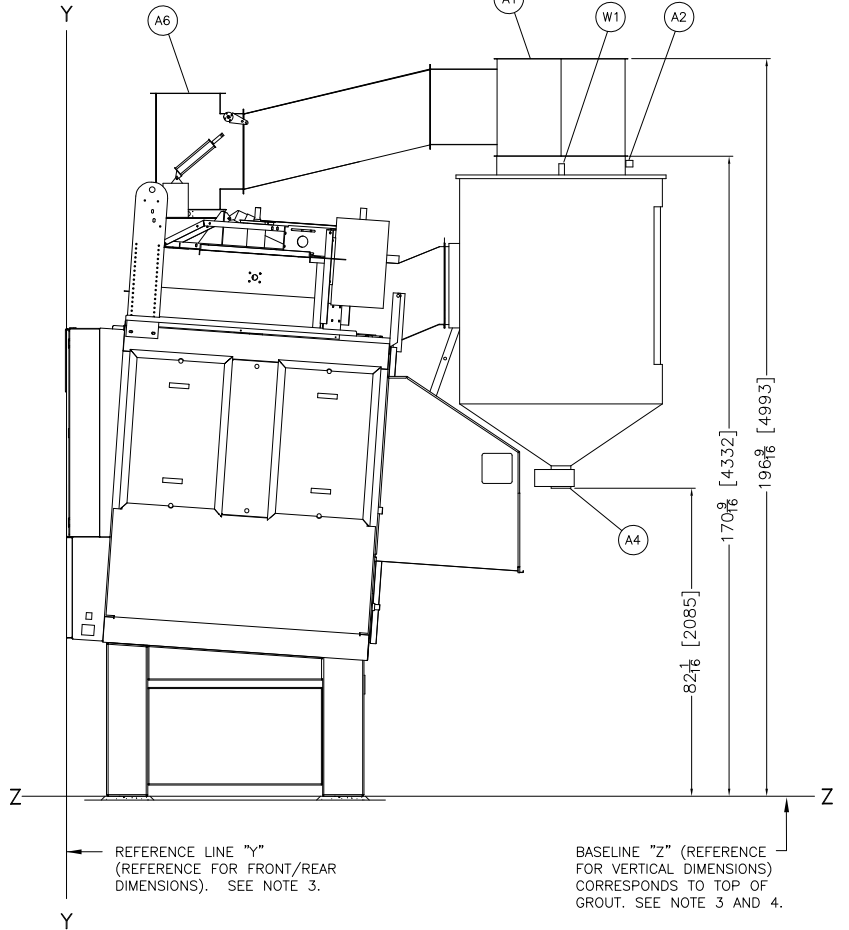 Y
A6
A1
W1
A2
196 9/16 [4993]
170 9/16 [4332]
A4
82 1/16 [2085]
Z
Z
REFERENCE LINE "Y"
(REFERENCE FOR FRONT/REAR
DIMENSIONS). SEE NOTE 3.
BASELINE "Z" (REFERENCE
FOR VERTICAL DIMENSIONS)
CORRESPONDS TO TOP OF
GROUT. SEE NOTE 3 AND 4.
Y